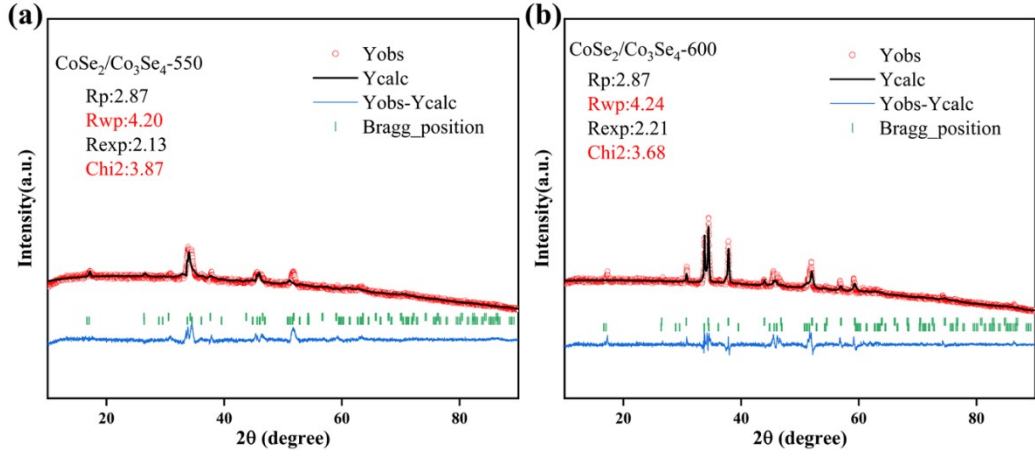 (a)
CoSe₂/Co₃Se₄-550
Rp:2.87
Rwp:4.20
Rexp:2.13
Chi2:3.87
Yobs
Ycalc
Yobs-Ycalc
Bragg_position
Intensity(a.u.)
20 40 60 80
2θ (degree)
(b)
CoSe₂/Co₃Se₄-600
Rp:2.87
Rwp:4.24
Rexp:2.21
Chi2:3.68
Yobs
Ycalc
Yobs-Ycalc
Bragg_position
Intensity(a.u.)
20 40 60 80
2θ (degree)